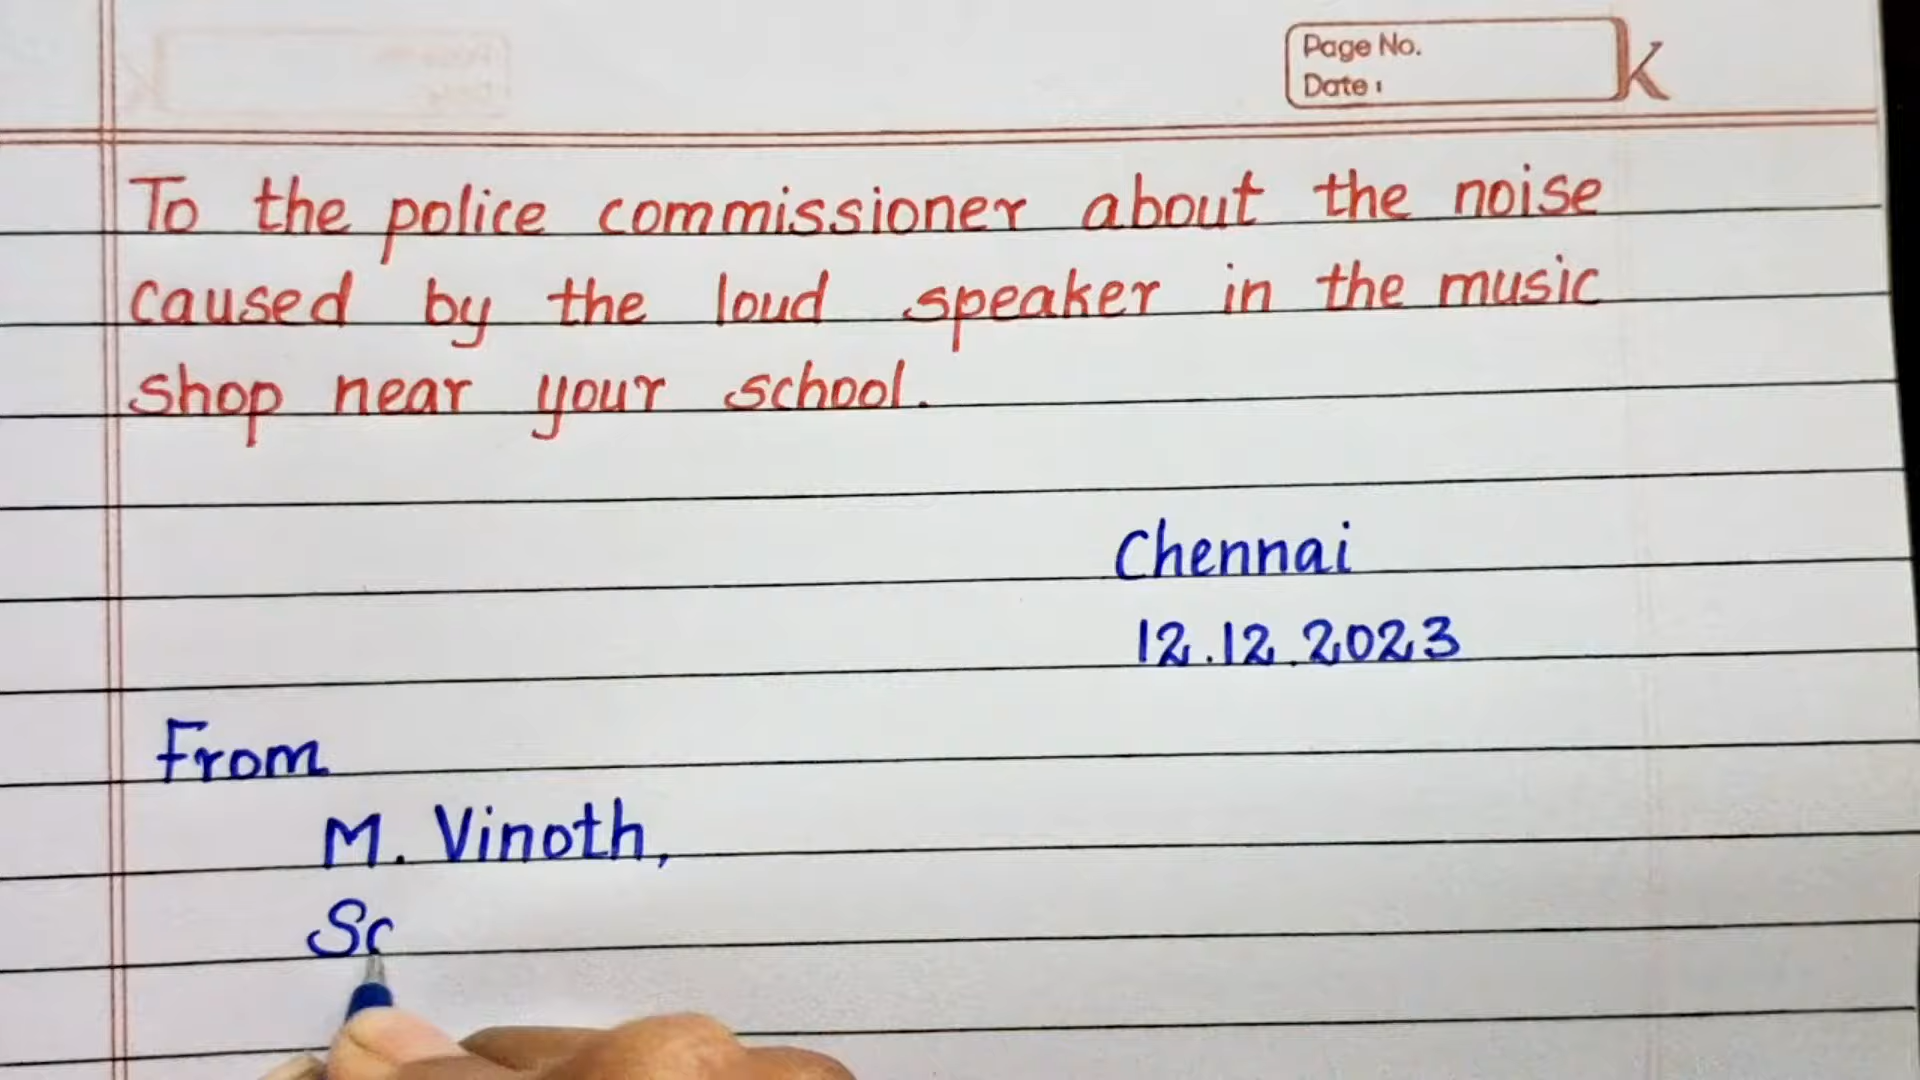 Page No.
Date :
To the police commissioner about the noise
caused by the loud speaker in the music
shop near your school.
Chennai
12.12.2023
From
M. Vinoth,
Sc